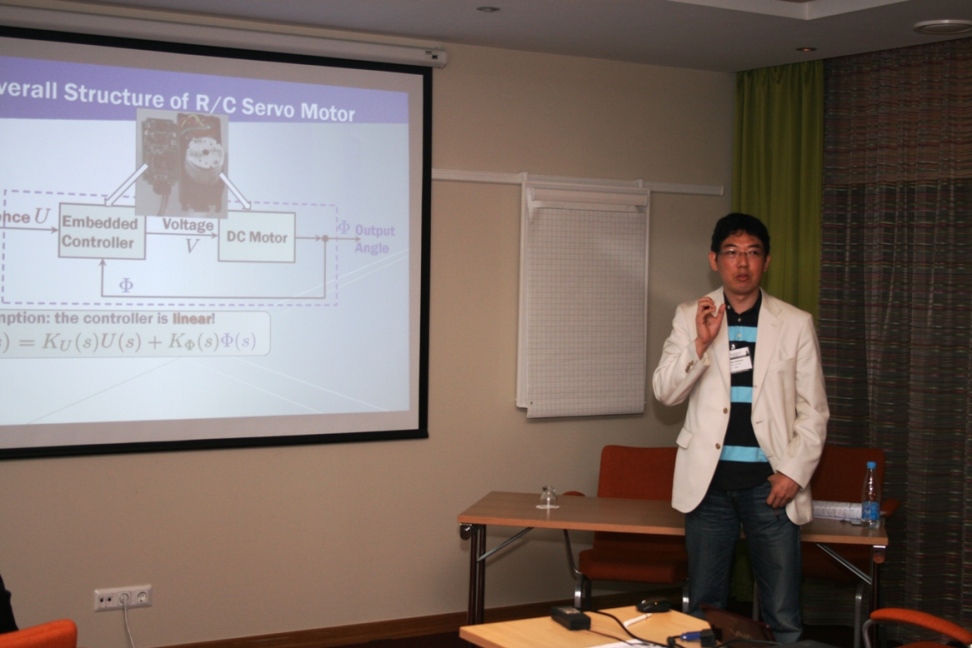 verall Structure of R/C Servo Motor
ence U
Embedded
Controller
Voltage
V
DC Motor
Φ Output
Angle
Φ
mption: the controller is linear!
) = K_U(s)U(s) + K_Φ(s)Φ(s)